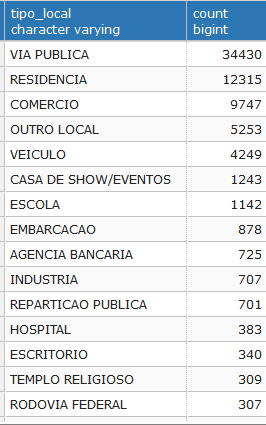 tipo_local count
character varying bigint
VIA PUBLICA 34430
RESIDENCIA 12315
COMERCIO 9747
OUTRO LOCAL 5253
VEICULO 4249
CASA DE SHOW/EVENTOS 1243
ESCOLA 1142
EMBARCACAO 878
AGENCIA BANCARIA 725
INDUSTRIA 707
REPARTICAO PUBLICA 701
HOSPITAL 383
ESCRITORIO 340
TEMPLO RELIGIOSO 309
RODOVIA FEDERAL 307